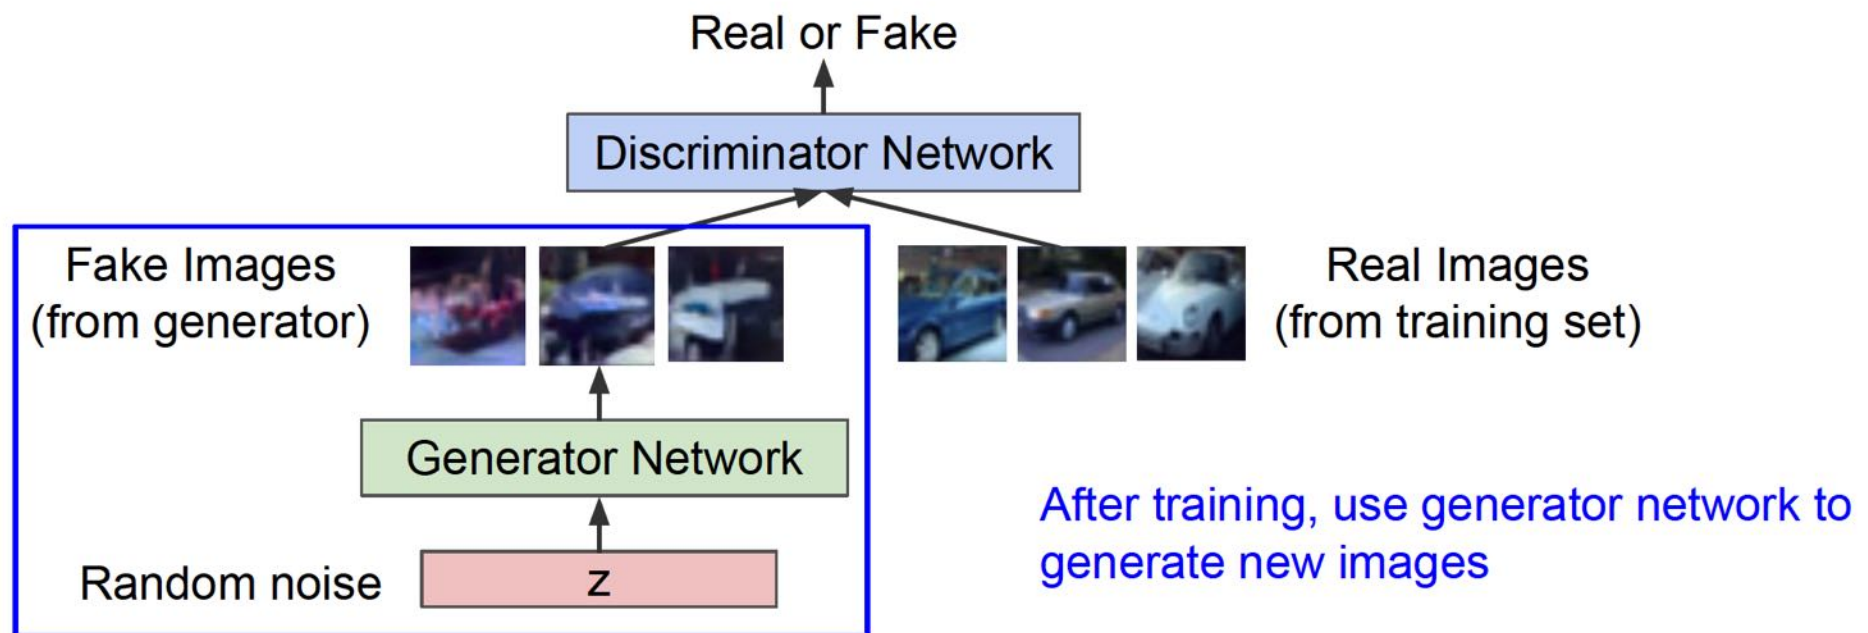 Real or Fake
Discriminator Network
Fake Images
(from generator)
Real Images
(from training set)
Generator Network
After training, use generator network to
generate new images
Random noise
z